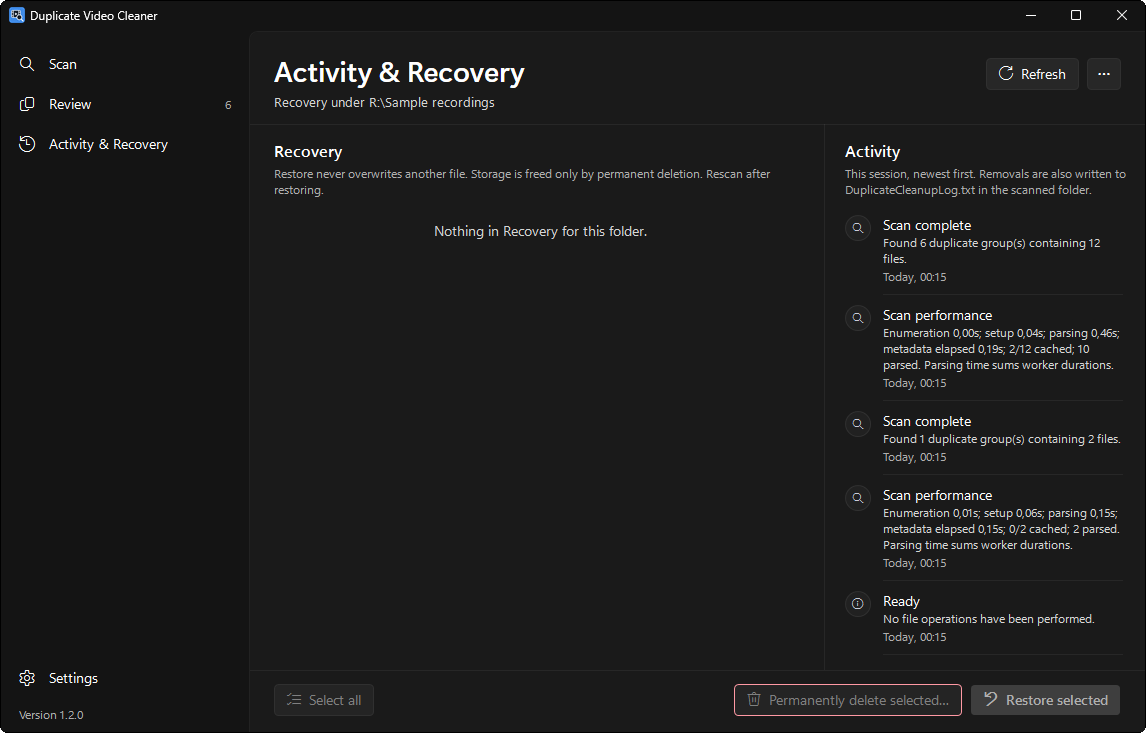 Duplicate Video Cleaner
Scan
Review 6
Activity & Recovery
Settings
Version 1.2.0
Activity & Recovery
Recovery under R:\Sample recordings
Refresh
...
Recovery
Restore never overwrites another file. Storage is freed only by permanent deletion. Rescan after
restoring.
Nothing in Recovery for this folder.
Activity
This session, newest first. Removals are also written to
DuplicateCleanupLog.txt in the scanned folder.
Scan complete
Found 6 duplicate group(s) containing 12
files.
Today, 00:15
Scan performance
Enumeration 0,00s; setup 0,04s; parsing 0,46s;
metadata elapsed 0,19s; 2/12 cached; 10
parsed. Parsing time sums worker durations.
Today, 00:15
Scan complete
Found 1 duplicate group(s) containing 2 files.
Today, 00:15
Scan performance
Enumeration 0,01s; setup 0,06s; parsing 0,15s;
metadata elapsed 0,15s; 0/2 cached; 2 parsed.
Parsing time sums worker durations.
Today, 00:15
Ready
No file operations have been performed.
Today, 00:15
Select all
Permanently delete selected...
Restore selected